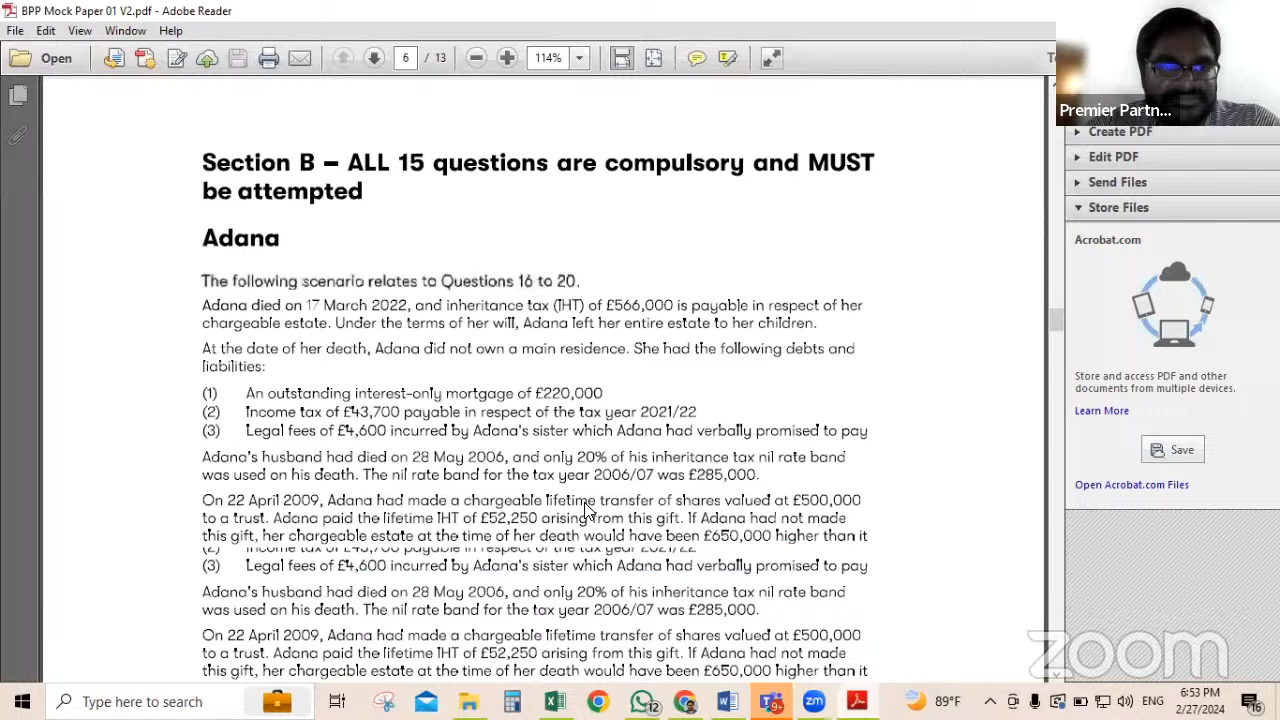 BPP Mock Paper 01 V2.pdf - Adobe Reader
File Edit View Window Help
Open 6 / 13 114%
Premier Partn...
Create PDF
Edit PDF
Send Files
Store Files
Acrobat.com
Store and access PDF and other
documents from multiple devices.
Learn More
Save
Open Acrobat.com Files
Section B – ALL 15 questions are compulsory and MUST
be attempted
Adana
The following scenario relates to Questions 16 to 20.
Adana died on 17 March 2022, and inheritance tax (IHT) of £566,000 is payable in respect of her
chargeable estate. Under the terms of her will, Adana left her entire estate to her children.
At the date of her death, Adana did not own a main residence. She had the following debts and
liabilities:
(1) An outstanding interest-only mortgage of £220,000
(2) Income tax of £43,700 payable in respect of the tax year 2021/22
(3) Legal fees of £4,600 incurred by Adana's sister which Adana had verbally promised to pay
Adana's husband had died on 28 May 2006, and only 20% of his inheritance tax nil rate band
was used on his death. The nil rate band for the tax year 2006/07 was £285,000.
On 22 April 2009, Adana had made a chargeable lifetime transfer of shares valued at £500,000
to a trust. Adana paid the lifetime IHT of £52,250 arising from this gift. If Adana had not made
this gift, her chargeable estate at the time of her death would have been £650,000 higher than it
(2) Income tax of £43,700 payable in respect of the tax year 2021/22
(3) Legal fees of £4,600 incurred by Adana's sister which Adana had verbally promised to pay
Adana's husband had died on 28 May 2006, and only 20% of his inheritance tax nil rate band
was used on his death. The nil rate band for the tax year 2006/07 was £285,000.
On 22 April 2009, Adana had made a chargeable lifetime transfer of shares valued at £500,000
to a trust. Adana paid the lifetime IHT of £52,250 arising from this gift. If Adana had not made
this gift, her chargeable estate at the time of her death would have been £650,000 higher than it
zoom
Type here to search
12
9+
zm
89°F
ENG
6:53 PM
2/27/2024
16